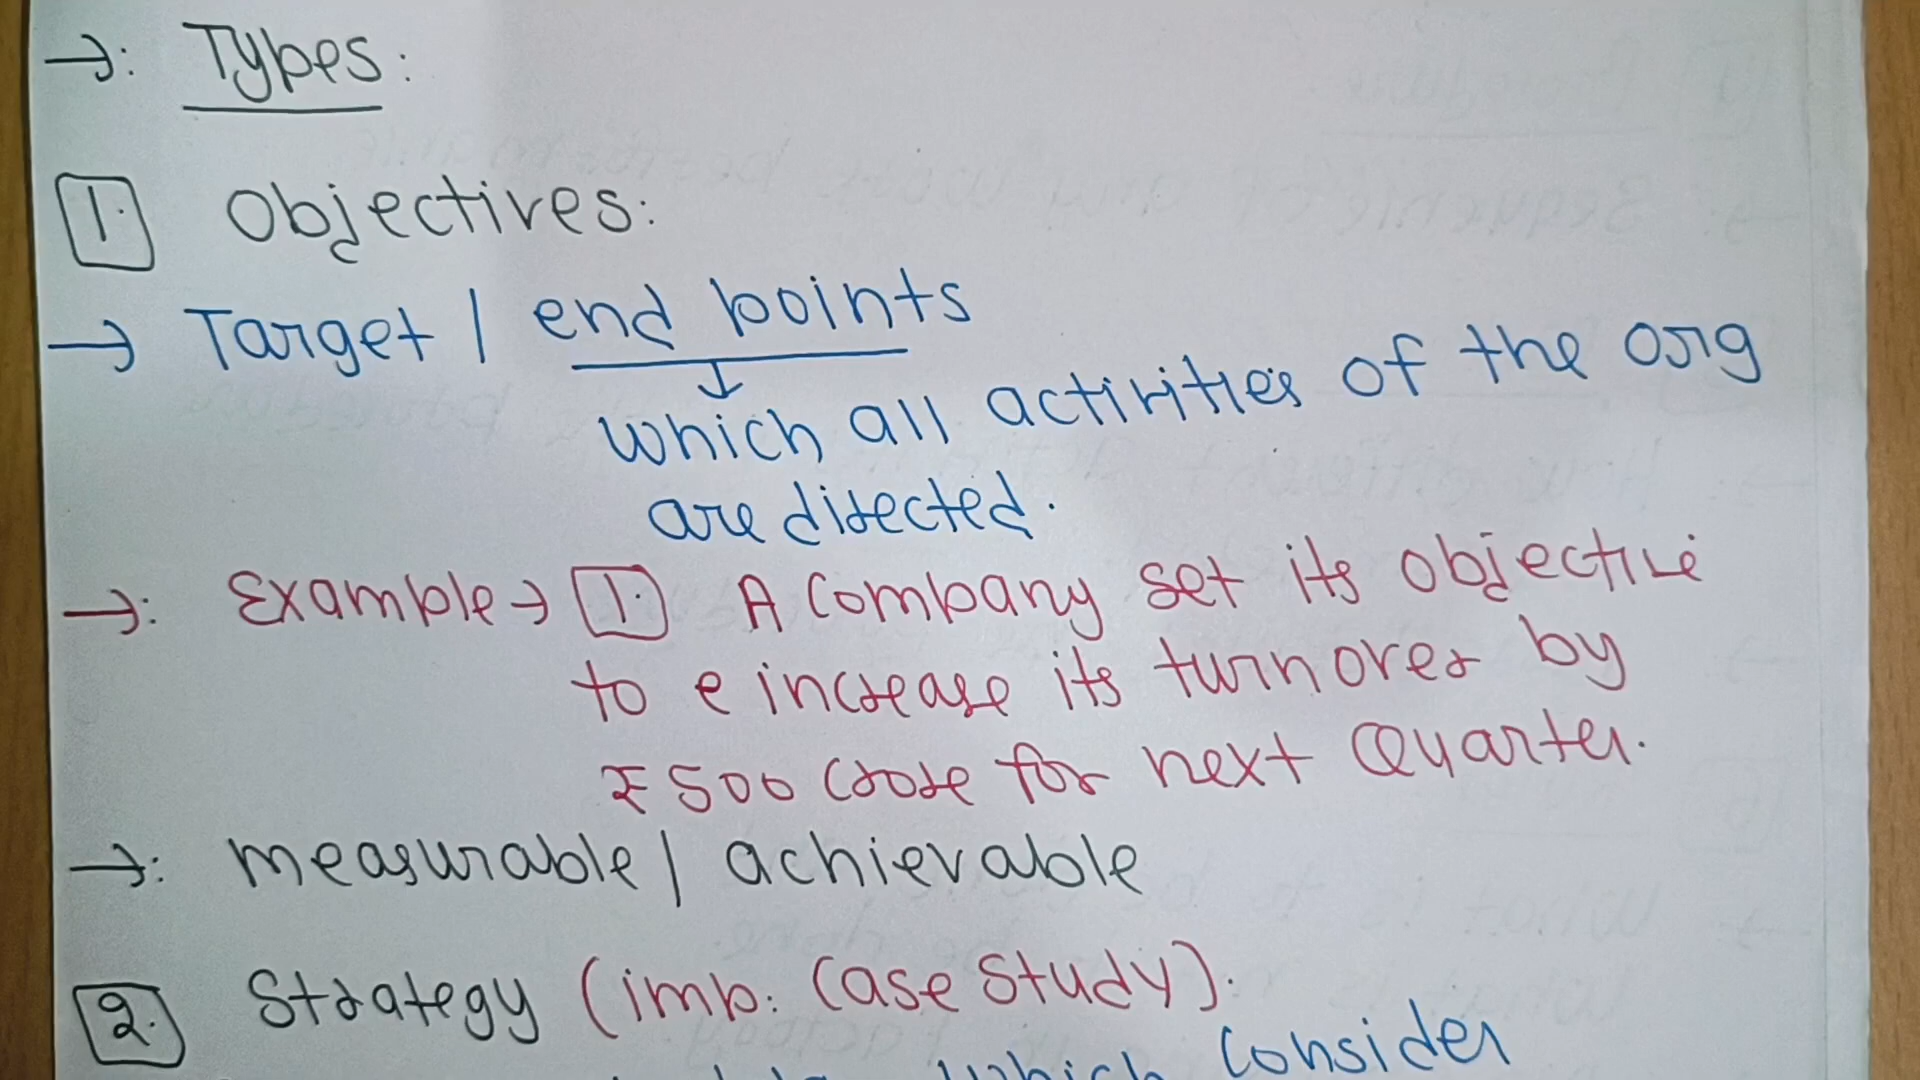 →: Types:
1. Objectives:
→ Target / end points
↓
which all activities of the org
are directed.
→: Example → 1. A Company set its objective
to e increase its turnover by
₹500 crore for next Quarter.
→: measurable / achievable
2. Strategy (imp. Case Study).
which consider